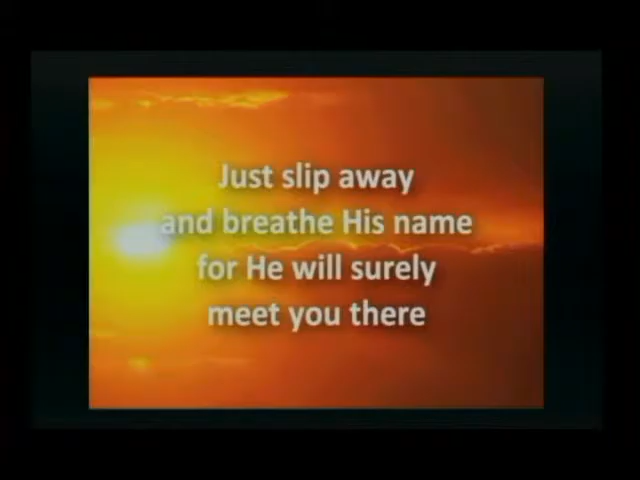 Just slip away
and breathe His name
for He will surely
meet you there